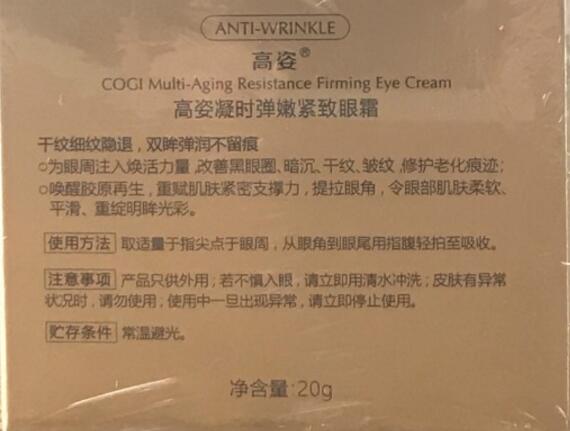 ANTI-WRINKLE
高姿®
COGI Multi-Aging Resistance Firming Eye Cream
高姿凝时弹嫩紧致眼霜
干纹细纹隐退，双眸弹润不留痕
○为眼周注入焕活力量，改善黑眼圈、暗沉、干纹、皱纹，修护老化痕迹；
○唤醒胶原再生，重赋肌肤紧密支撑力，提拉眼角，令眼部肌肤柔软、
平滑、重绽明眸光彩。
使用方法 取适量于指尖点于眼周，从眼角到眼尾用指腹轻拍至吸收。
注意事项 产品只供外用；若不慎入眼，请立即用清水冲洗；皮肤有异常
状况时，请勿使用；使用中一旦出现异常，请立即停止使用。
贮存条件 常温避光。
净含量：20g